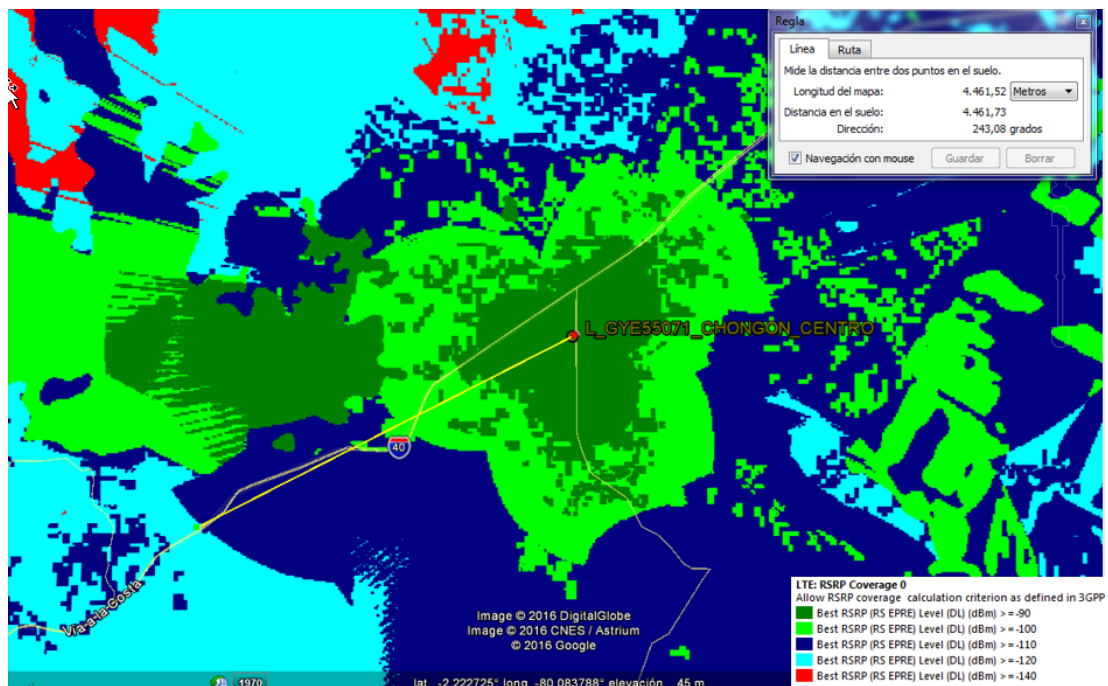 Regla
Línea
Ruta
Mide la distancia entre dos puntos en el suelo.
Longitud del mapa: 4.461,52 Metros
Distancia en el suelo: 4.461,73
Dirección: 243,08 grados
Navegación con mouse
Guardar
Borrar
L_GYE55071_CHONGON_CENTRO
40
Via-a-la-Costa
Image © 2016 DigitalGlobe
Image © 2016 CNES / Astrium
© 2016 Google
1970
lat -2.222725° long -80.083788° elevación 45 m
LTE: RSRP Coverage 0
Allow RSRP coverage calculation criterion as defined in 3GPP
Best RSRP (RS EPRE) Level (DL) (dBm) >=-90
Best RSRP (RS EPRE) Level (DL) (dBm) >=-100
Best RSRP (RS EPRE) Level (DL) (dBm) >=-110
Best RSRP (RS EPRE) Level (DL) (dBm) >=-120
Best RSRP (RS EPRE) Level (DL) (dBm) >=-140